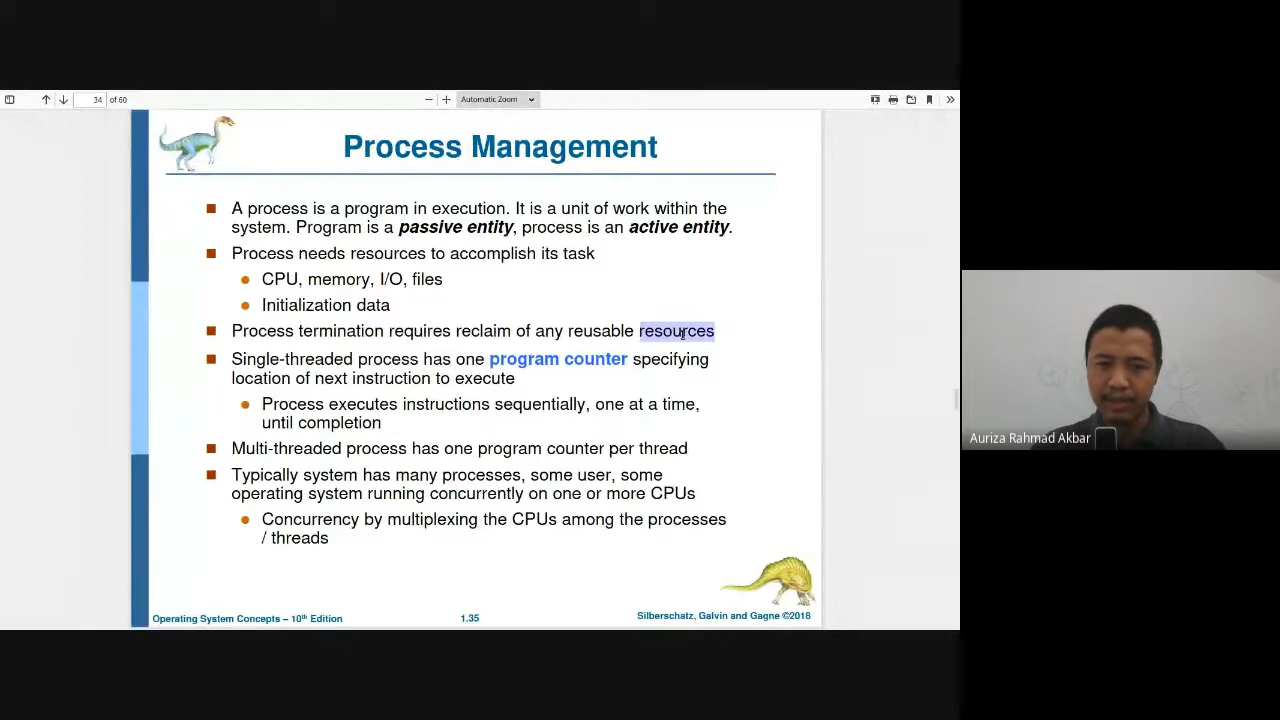 34 of 60
Automatic Zoom
Process Management
A process is a program in execution. It is a unit of work within the
system. Program is a passive entity, process is an active entity.
Process needs resources to accomplish its task
CPU, memory, I/O, files
Initialization data
Process termination requires reclaim of any reusable resources
Single-threaded process has one program counter specifying
location of next instruction to execute
Process executes instructions sequentially, one at a time,
until completion
Multi-threaded process has one program counter per thread
Typically system has many processes, some user, some
operating system running concurrently on one or more CPUs
Concurrency by multiplexing the CPUs among the processes
/ threads
Operating System Concepts – 10th Edition
1.35
Silberschatz, Galvin and Gagne ©2018
Auriza Rahmad Akbar